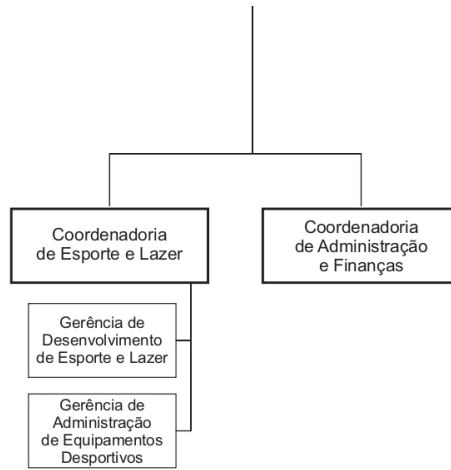 Coordenadoria
de Esporte e Lazer
Coordenadoria
de Administração
e Finanças
Gerência de
Desenvolvimento
de Esporte e Lazer
Gerência de
Administração
de Equipamentos
Desportivos